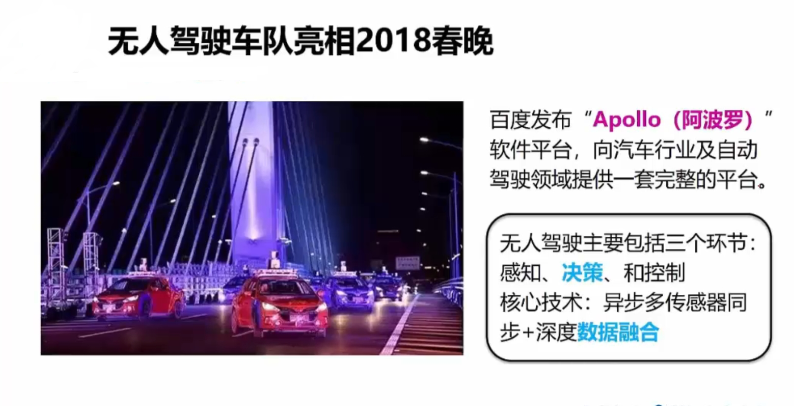 无人驾驶车队亮相2018春晚
百度发布“Apollo（阿波罗）”
软件平台，向汽车行业及自动
驾驶领域提供一套完整的平台。
无人驾驶主要包括三个环节：
感知、决策、和控制
核心技术：异步多传感器同
步+深度数据融合